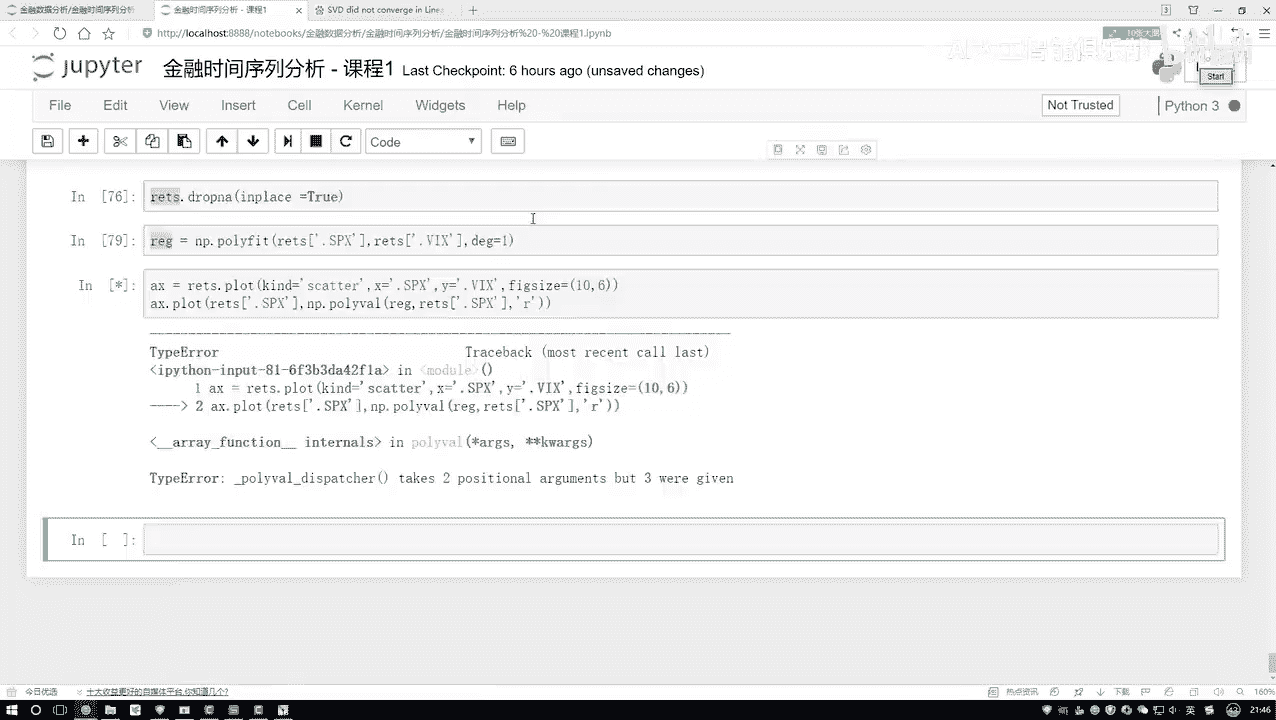 金融数据分析/金融时间序列分析
金融时间序列分析 - 课程1
SVD did not converge in Linea
http://localhost:8888/notebooks/金融数据分析/金融时间序列分析/金融时间序列分析%20-%20课程1.ipynb
10张大图
jupyter 金融时间序列分析 - 课程1 Last Checkpoint: 6 hours ago (unsaved changes)
Start
File Edit View Insert Cell Kernel Widgets Help
Not Trusted
Python 3
Code
In [76]: rets.dropna(inplace =True)
In [79]: reg = np.polyfit(rets['.SPX'],rets['.VIX'],deg=1)
In [*]: ax = rets.plot(kind='scatter',x='.SPX',y='.VIX',figsize=(10,6))
ax.plot(rets['.SPX'],np.polyval(reg,rets['.SPX'],'r'))
TypeError Traceback (most recent call last)
<ipython-input-81-6f3b3da42f1a> in <module>()
1 ax = rets.plot(kind='scatter',x='.SPX',y='.VIX',figsize=(10,6))
----> 2 ax.plot(rets['.SPX'],np.polyval(reg,rets['.SPX'],'r'))
<__array_function__ internals> in polyval(*args, **kwargs)
TypeError: _polyval_dispatcher() takes 2 positional arguments but 3 were given
In [ ]:
今日优选
十大收益更好的自媒体平台,你知道几个?
热点资讯
下载
160%
英
21:46